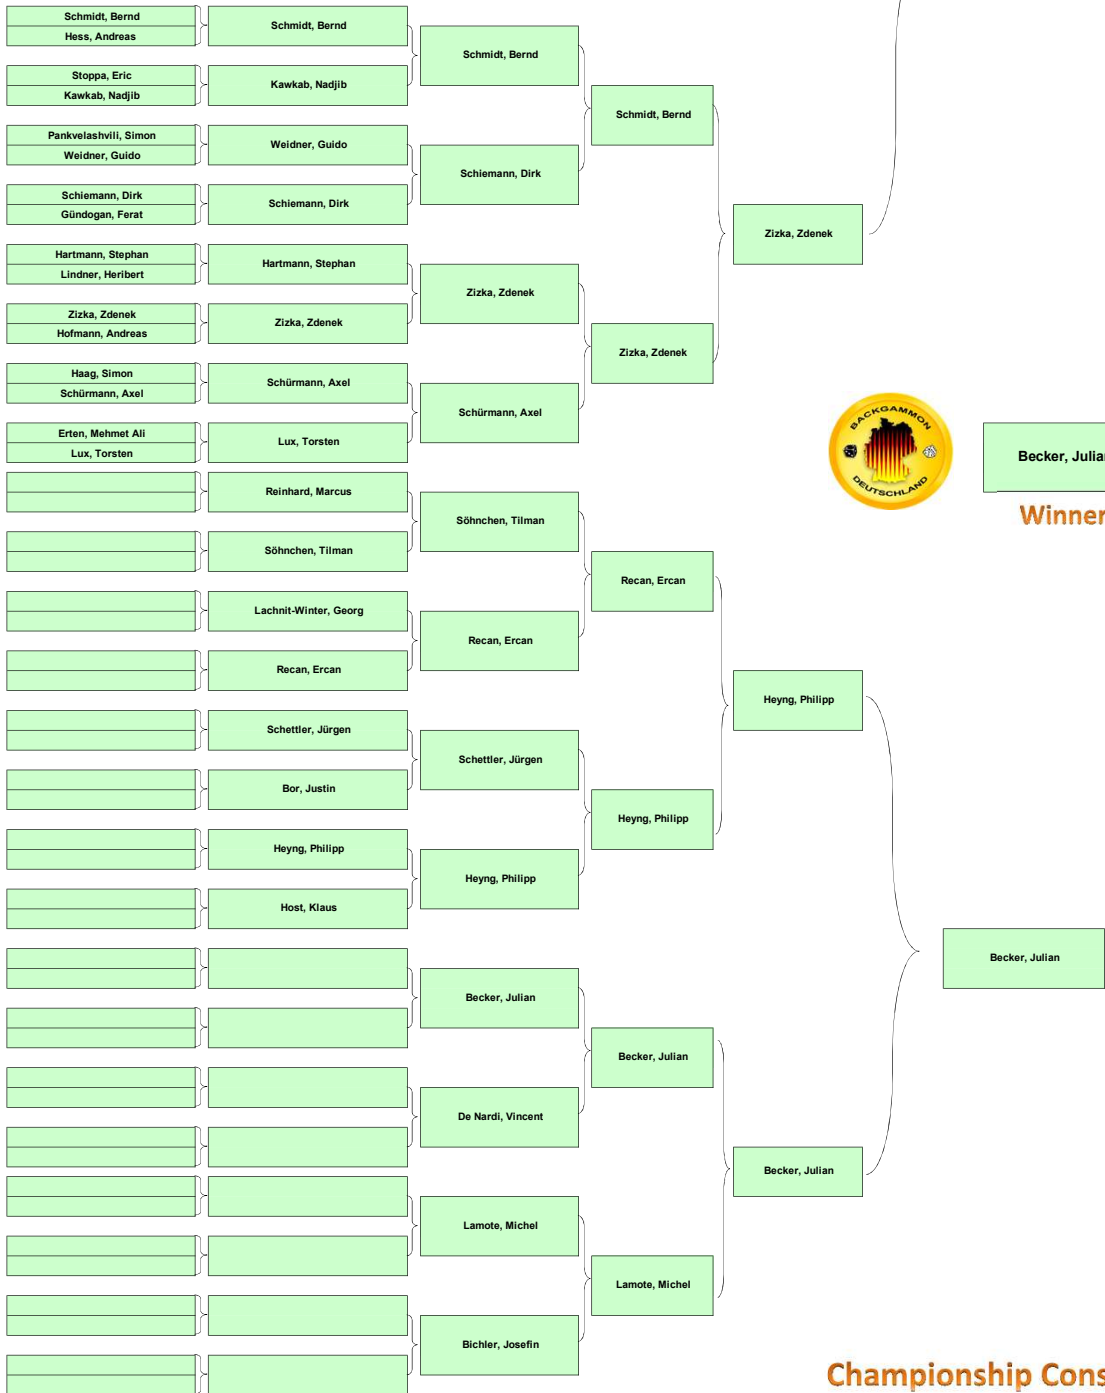 Schmidt, Bernd
Hess, Andreas
Stoppa, Eric
Kawkab, Nadjib
Pankvelashvili, Simon
Weidner, Guido
Schiemann, Dirk
Gündogan, Ferat
Hartmann, Stephan
Lindner, Heribert
Zizka, Zdenek
Hofmann, Andreas
Haag, Simon
Schürmann, Axel
Erten, Mehmet Ali
Lux, Torsten
Schmidt, Bernd
Kawkab, Nadjib
Weidner, Guido
Schiemann, Dirk
Hartmann, Stephan
Zizka, Zdenek
Schürmann, Axel
Lux, Torsten
Reinhard, Marcus
Söhnchen, Tilman
Lachnit-Winter, Georg
Recan, Ercan
Schettler, Jürgen
Bor, Justin
Heyng, Philipp
Host, Klaus
Schmidt, Bernd
Schiemann, Dirk
Zizka, Zdenek
Schürmann, Axel
Söhnchen, Tilman
Recan, Ercan
Schettler, Jürgen
Heyng, Philipp
Becker, Julian
De Nardi, Vincent
Lamote, Michel
Bichler, Josefin
Schmidt, Bernd
Zizka, Zdenek
Recan, Ercan
Heyng, Philipp
Becker, Julian
Lamote, Michel
Zizka, Zdenek
Heyng, Philipp
Becker, Julian
BACKGAMMON
DEUTSCHLAND
Becker, Julia
Winner
Becker, Julian
Championship Cons